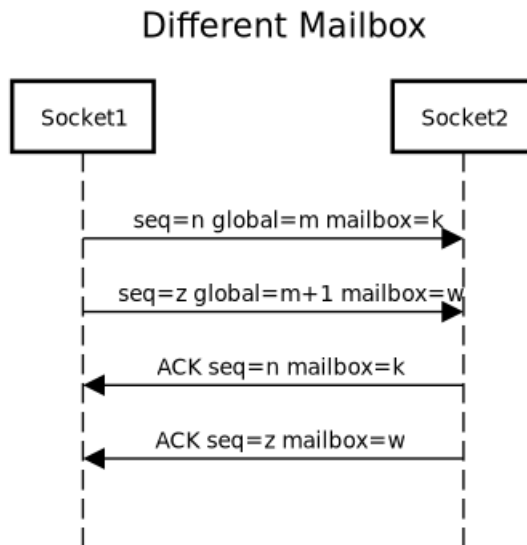 Different Mailbox
Socket1 Socket2
seq=n global=m mailbox=k
seq=z global=m+1 mailbox=w
ACK seq=n mailbox=k
ACK seq=z mailbox=w